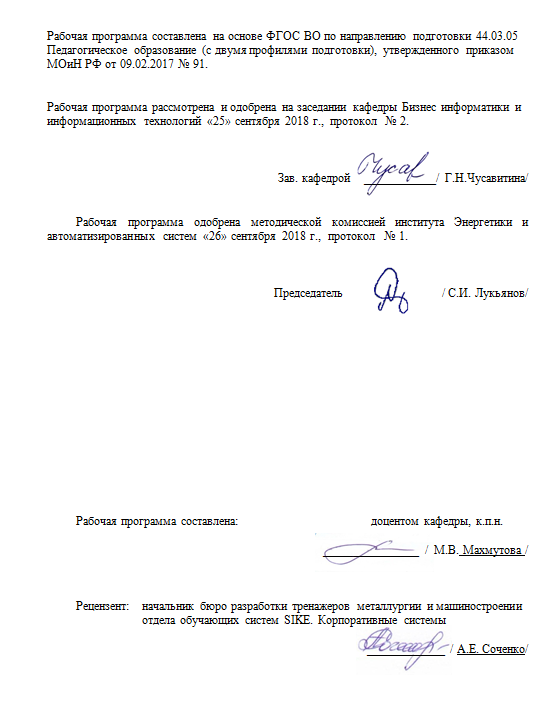 Рабочая программа составлена на основе ФГОС ВО по направлению подготовки 44.03.05
Педагогическое образование (с двумя профилями подготовки), утвержденного приказом
МОиН РФ от 09.02.2017 № 91.
Рабочая программа рассмотрена и одобрена на заседании кафедры Бизнес информатики и
информационных технологий «25» сентября 2018 г., протокол № 2.
Зав. кафедрой Чусав / Г.Н.Чусавитина/
Рабочая программа одобрена методической комиссией института Энергетики и
автоматизированных систем «26» сентября 2018 г., протокол № 1.
Председатель / С.И. Лукьянов/
Рабочая программа составлена: доцентом кафедры, к.п.н.
/ М.В. Махмутова /
Рецензент: начальник бюро разработки тренажеров металлургии и машиностроении
отдела обучающих систем SIKE. Корпоративные системы
/ А.Е. Соченко/